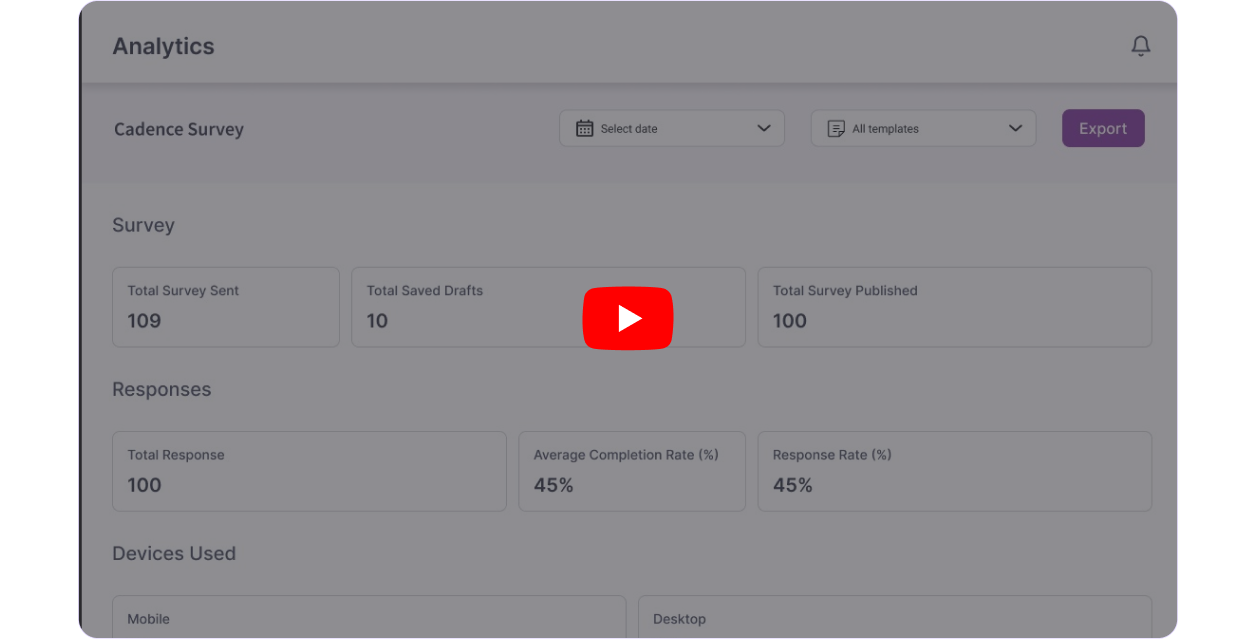 Analytics
Cadence Survey
Select date
All templates
Export
Survey
Total Survey Sent
109
Total Saved Drafts
10
Total Survey Published
100
Responses
Total Response
100
Average Completion Rate (%)
45%
Response Rate (%)
45%
Devices Used
Mobile
Desktop